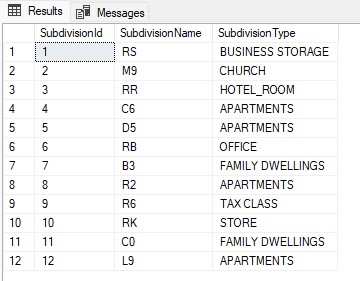 Results Messages
SubdivisionId SubdivisionName SubdivisionType
1 1 RS BUSINESS STORAGE
2 2 M9 CHURCH
3 3 RR HOTEL_ROOM
4 4 C6 APARTMENTS
5 5 D5 APARTMENTS
6 6 RB OFFICE
7 7 B3 FAMILY DWELLINGS
8 8 R2 APARTMENTS
9 9 R6 TAX CLASS
10 10 RK STORE
11 11 C0 FAMILY DWELLINGS
12 12 L9 APARTMENTS